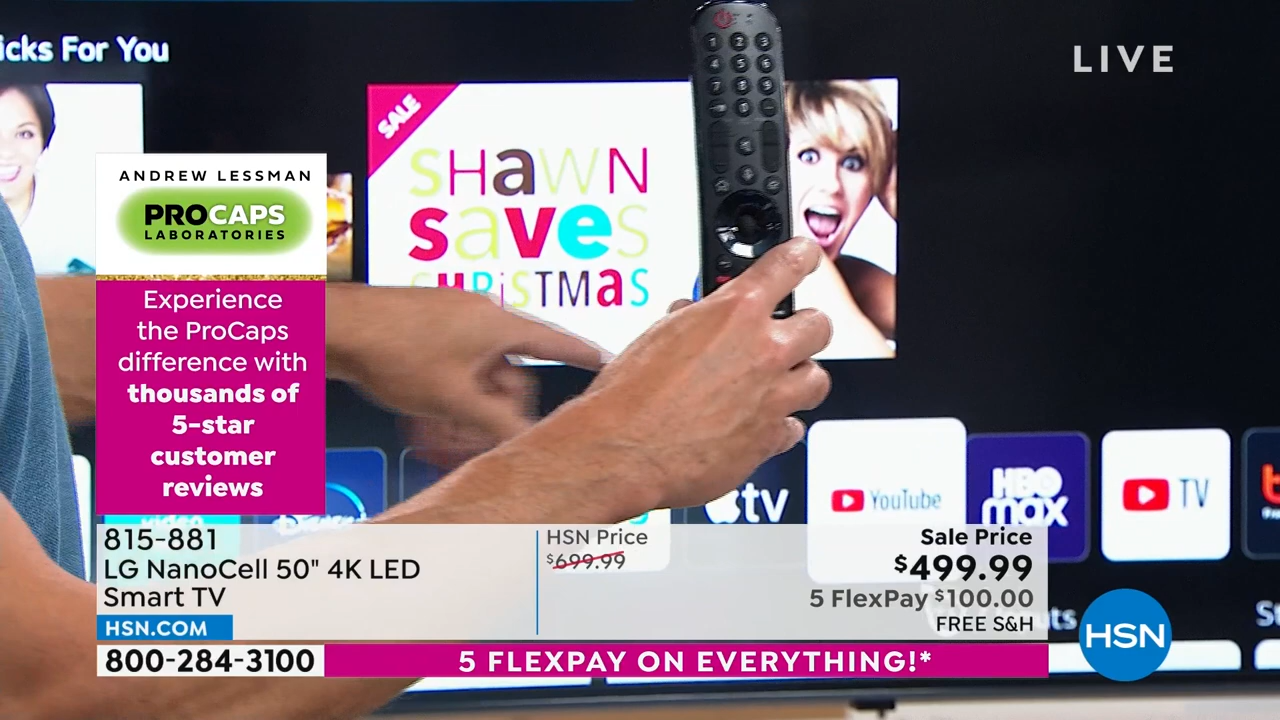 icks For You
LIVE
SALE
SHaWN
saves
CHRiSTMaS
ANDREW LESSMAN
PROCAPS
LABORATORIES
Experience
the ProCaps
difference with
thousands of
5-star
customer
reviews
tv
YouTube
HBO
max
TV
815-881
LG NanoCell 50" 4K LED
Smart TV
HSN.COM
HSN Price
$699.99
Sale Price
$499.99
5 FlexPay $100.00
FREE S&H
HSN
800-284-3100
5 FLEXPAY ON EVERYTHING!*